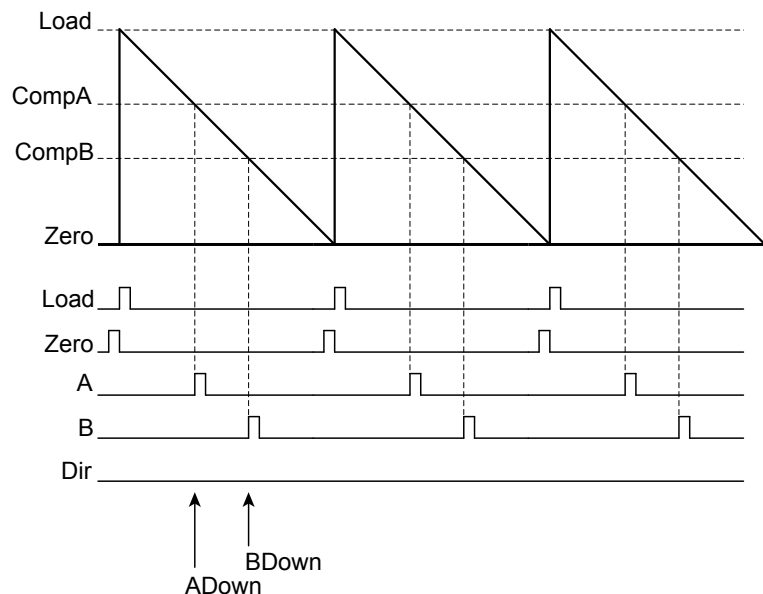 Load
CompA
CompB
Zero
Load
Zero
A
B
Dir
BDown
ADown